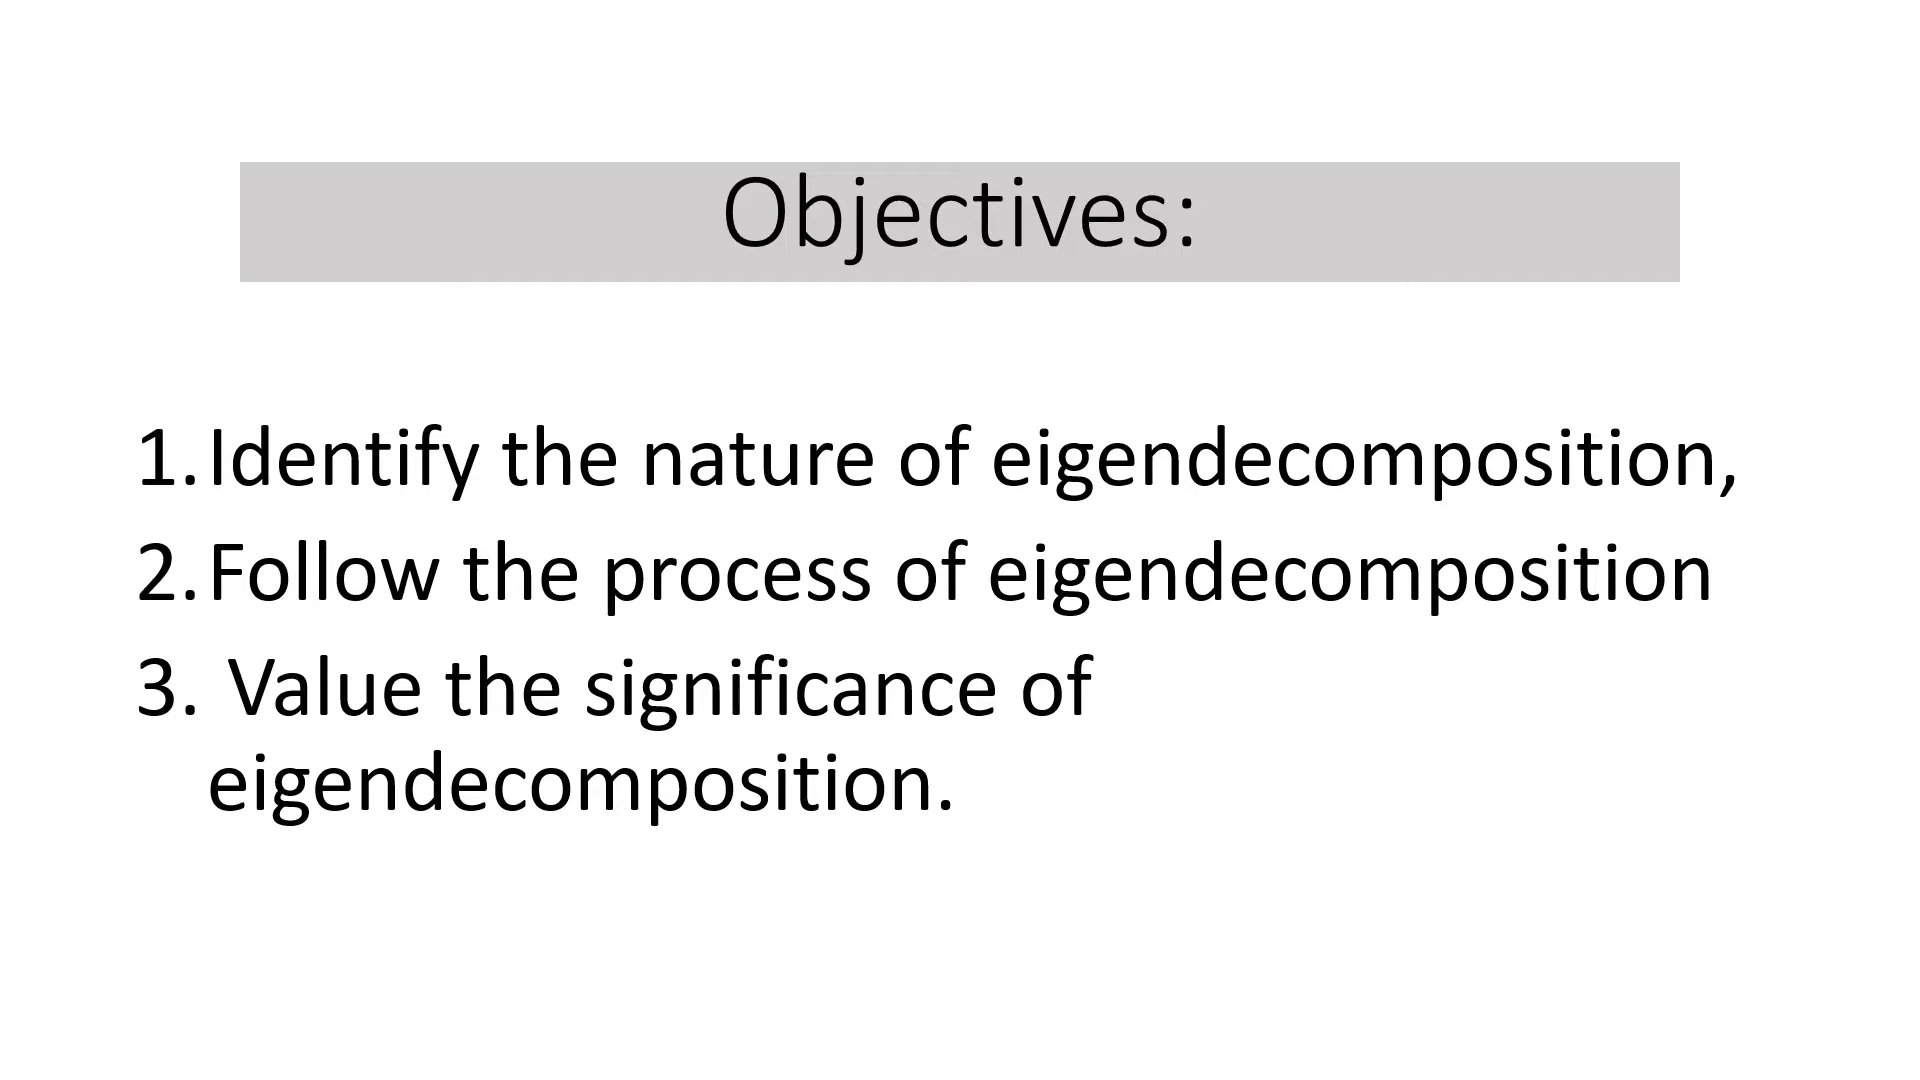 Objectives:
1. Identify the nature of eigendecomposition,
2. Follow the process of eigendecomposition
3. Value the significance of
eigendecomposition.